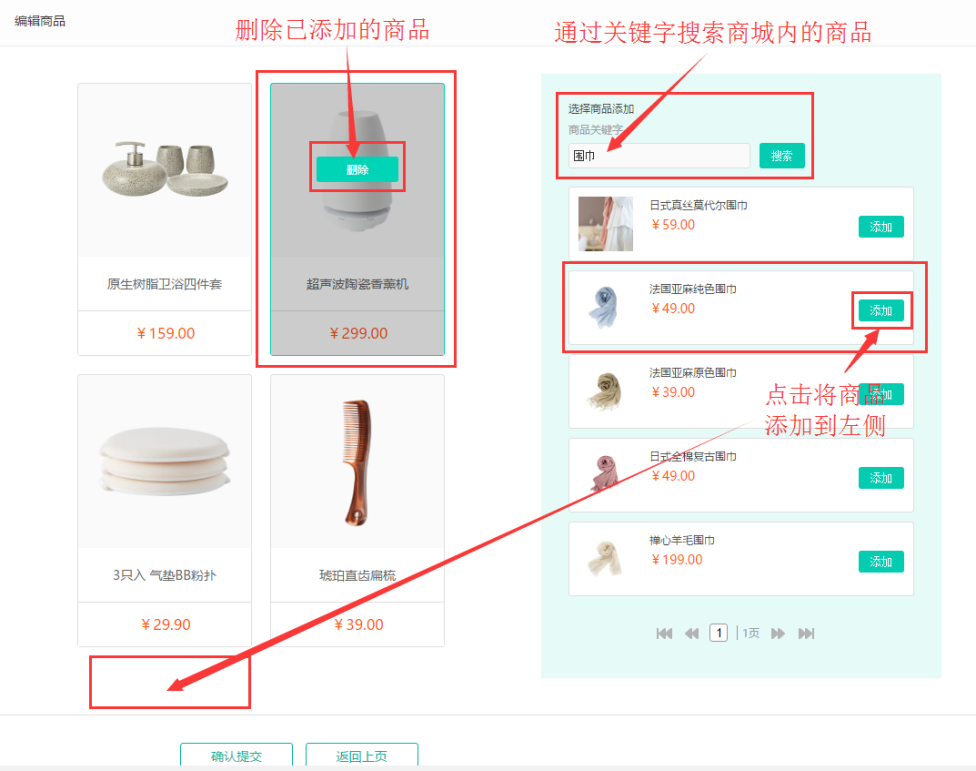 编辑商品
删除已添加的商品
通过关键字搜索商城内的商品
删除
原生树脂卫浴四件套
￥159.00
超声波陶瓷香薰机
￥299.00
3只入 气垫BB粉扑
￥29.90
琥珀直齿扁梳
￥39.00
选择商品添加
商品关键字
围巾
搜索
日式真丝莫代尔围巾
￥59.00
添加
法国亚麻纯色围巾
￥49.00
添加
法国亚麻原色围巾
￥39.00
添加
点击将商品
添加到左侧
日式全棉复古围巾
￥49.00
添加
禅心羊毛围巾
￥199.00
添加
1 | 1页
确认提交
返回上页